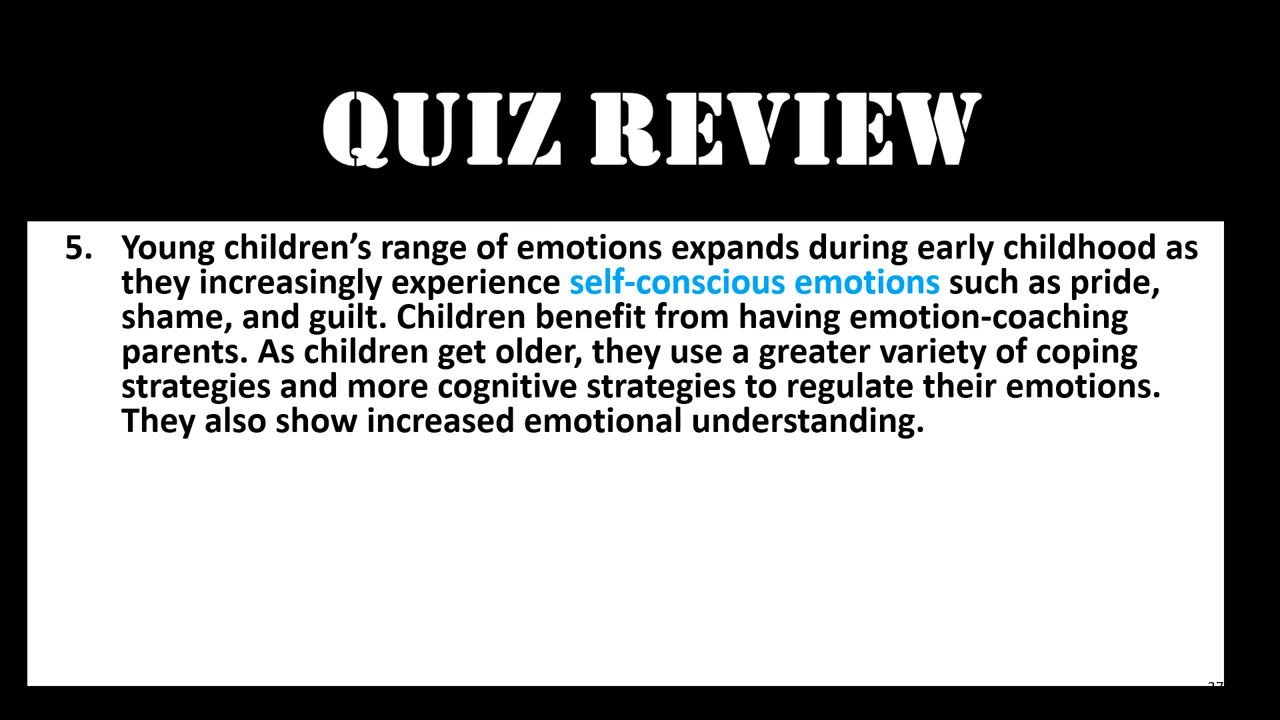 QUIZ REVIEW
5. Young children’s range of emotions expands during early childhood as
they increasingly experience self-conscious emotions such as pride,
shame, and guilt. Children benefit from having emotion-coaching
parents. As children get older, they use a greater variety of coping
strategies and more cognitive strategies to regulate their emotions.
They also show increased emotional understanding.